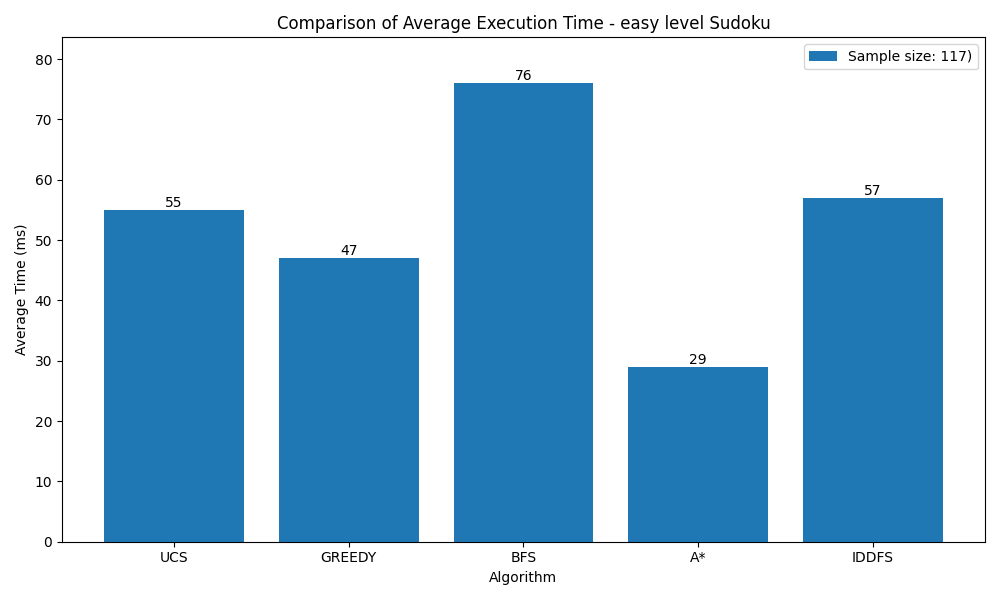 Comparison of Average Execution Time - easy level Sudoku
Sample size: 117)
Average Time (ms)
80
70
60
50
40
30
20
10
0
55
47
76
29
57
UCS
GREEDY
BFS
A*
IDDFS
Algorithm